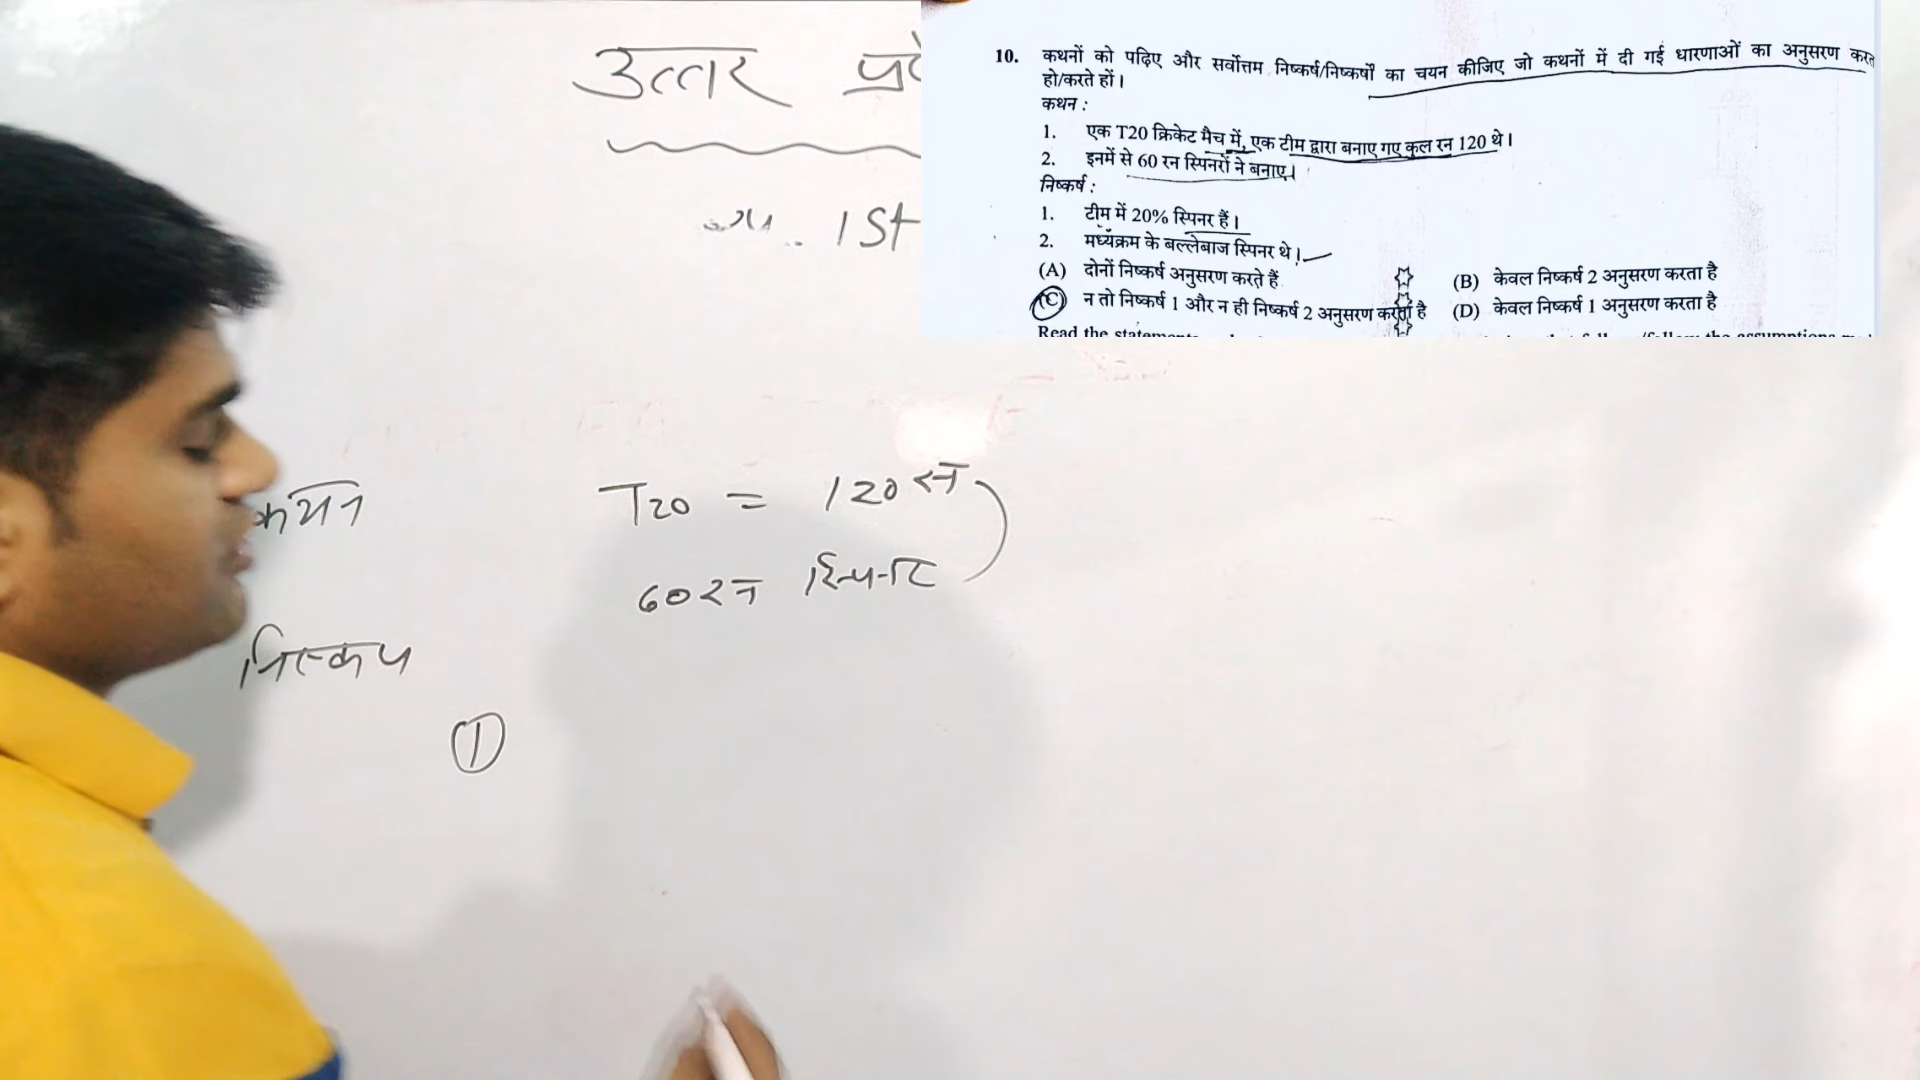 उत्तर प्र
1st
10. कथनों को पढ़िए और सर्वोत्तम निष्कर्ष/निष्कर्षों का चयन कीजिए जो कथनों में दी गई धारणाओं का अनुसरण करत
हो/करते हों।
कथन :
1. एक T20 क्रिकेट मैच में, एक टीम द्वारा बनाए गए कुल रन 120 थे।
2. इनमें से 60 रन स्पिनरों ने बनाए।
निष्कर्ष :
1. टीम में 20% स्पिनर हैं।
2. मध्यक्रम के बल्लेबाज स्पिनर थे।
(A) दोनों निष्कर्ष अनुसरण करते हैं
(B) केवल निष्कर्ष 2 अनुसरण करता है
(C) न तो निष्कर्ष 1 और न ही निष्कर्ष 2 अनुसरण करता है
(D) केवल निष्कर्ष 1 अनुसरण करता है
Read the statements
कथन T20 = 120 रन
60 रन स्पिनर
निस्कष
1